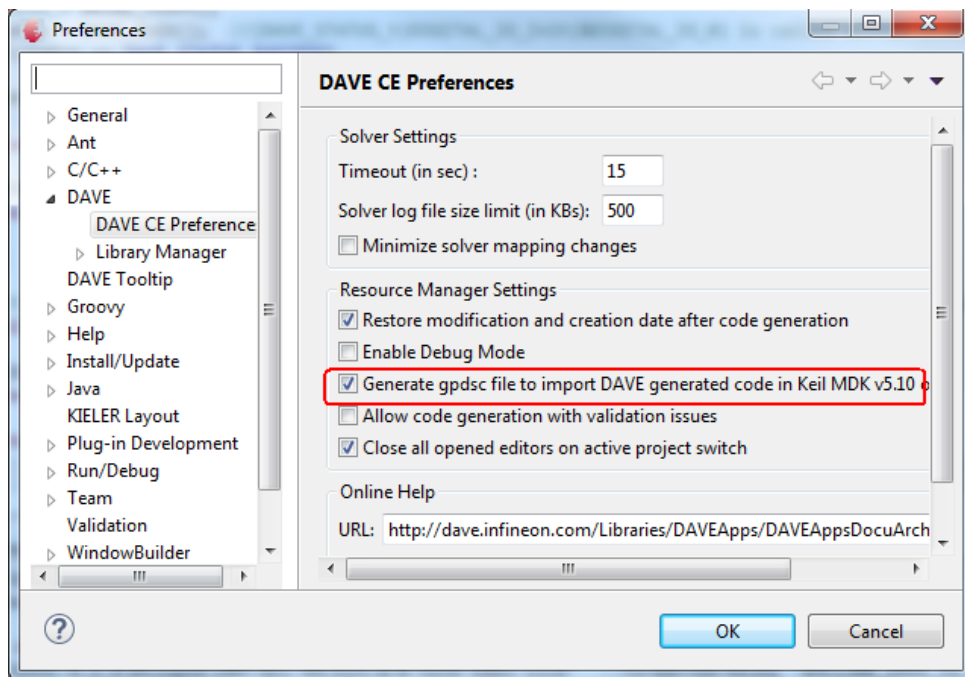 Preferences
DAVE CE Preferences
General
Ant
C/C++
DAVE
DAVE CE Preference
Library Manager
DAVE Tooltip
Groovy
Help
Install/Update
Java
KIELER Layout
Plug-in Development
Run/Debug
Team
Validation
WindowBuilder
Solver Settings
Timeout (in sec) : 15
Solver log file size limit (in KBs): 500
Minimize solver mapping changes
Resource Manager Settings
Restore modification and creation date after code generation
Enable Debug Mode
Generate gpdsc file to import DAVE generated code in Keil MDK v5.10 o
Allow code generation with validation issues
Close all opened editors on active project switch
Online Help
URL: http://dave.infineon.com/Libraries/DAVEApps/DAVEAppsDocuArch
OK Cancel